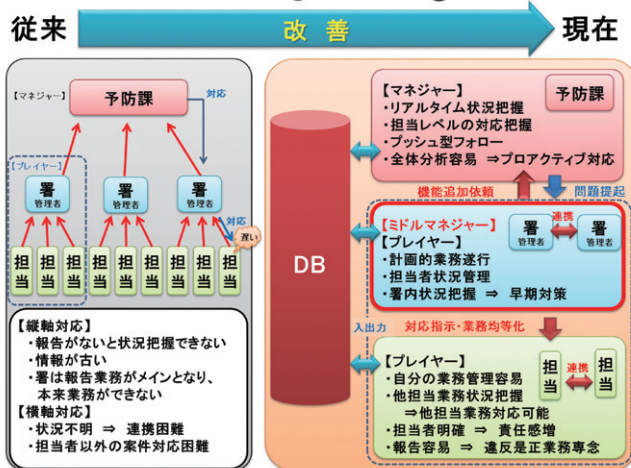 従来
改善
現在
【マネジャー】
予防課
対応
【プレイヤー】
署
管理者
署
管理者
署
管理者
対応
遅い
担当
担当
担当
担当
担当
担当
担当
担当
【縦軸対応】
・報告がないと状況把握できない
・情報が古い
・署は報告業務がメインとなり、
本来業務ができない
【横軸対応】
・状況不明 ⇒ 連携困難
・担当者以外の案件対応困難
DB
入出力
【マネジャー】
予防課
・リアルタイム状況把握
・担当レベルの対応把握
・プッシュ型フォロー
・全体分析容易 ⇒プロアクティブ対応
機能追加依頼
問題提起
【ミドルマネジャー】
【プレイヤー】
・計画的業務遂行
・担当者状況管理
・署内状況把握 ⇒ 早期対策
署
管理者
連携
署
管理者
対応指示・業務均等化
【プレイヤー】
・自分の業務管理容易
・他担当業務状況把握
⇒他担当業務対応可能
・担当者明確 ⇒ 責任感増
・報告容易 ⇒ 違反是正業務専念
担当
連携
担当